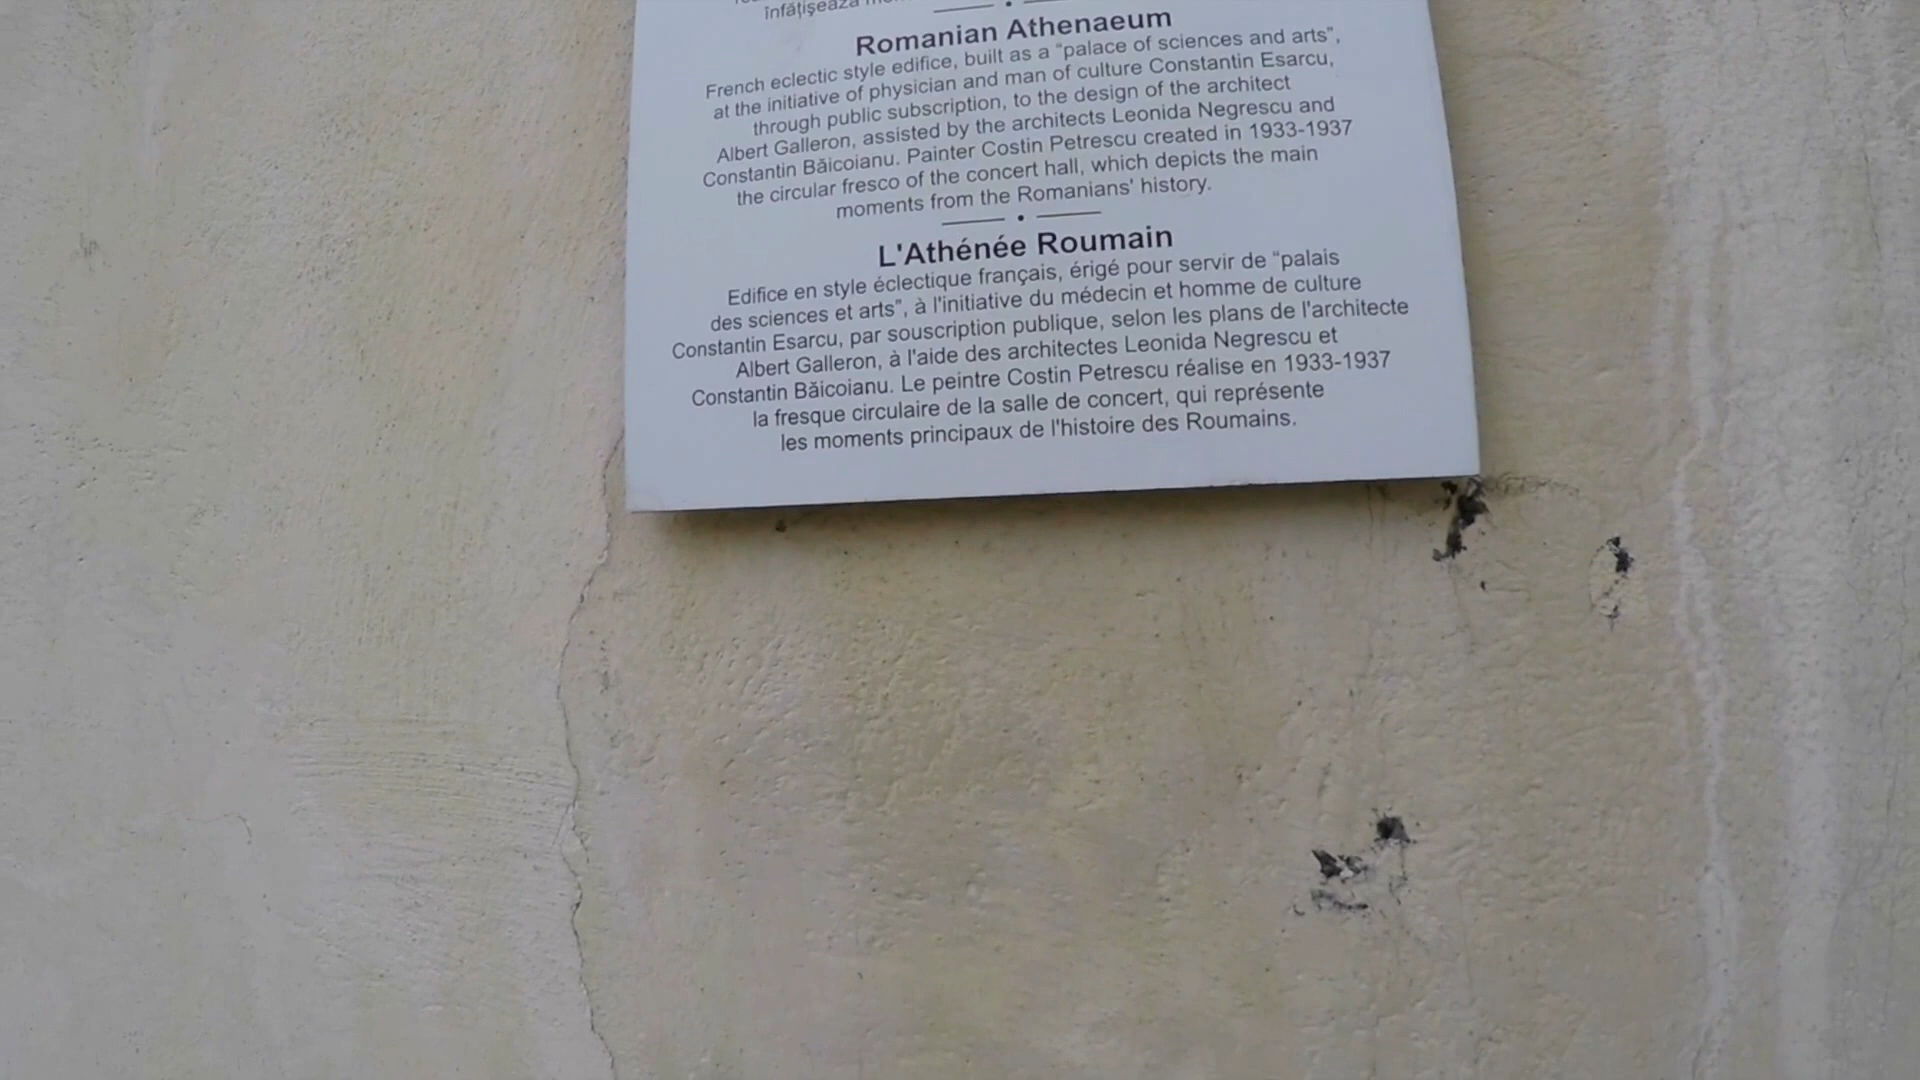 înfăţişează
Romanian Athenaeum
French eclectic style edifice, built as a “palace of sciences and arts”,
at the initiative of physician and man of culture Constantin Esarcu,
through public subscription, to the design of the architect
Albert Galleron, assisted by the architects Leonida Negrescu and
Constantin Băicoianu. Painter Costin Petrescu created in 1933-1937
the circular fresco of the concert hall, which depicts the main
moments from the Romanians' history.
L'Athénée Roumain
Edifice en style éclectique français, érigé pour servir de “palais
des sciences et arts”, à l'initiative du médecin et homme de culture
Constantin Esarcu, par souscription publique, selon les plans de l'architecte
Albert Galleron, à l'aide des architectes Leonida Negrescu et
Constantin Băicoianu. Le peintre Costin Petrescu réalise en 1933-1937
la fresque circulaire de la salle de concert, qui représente
les moments principaux de l'histoire des Roumains.